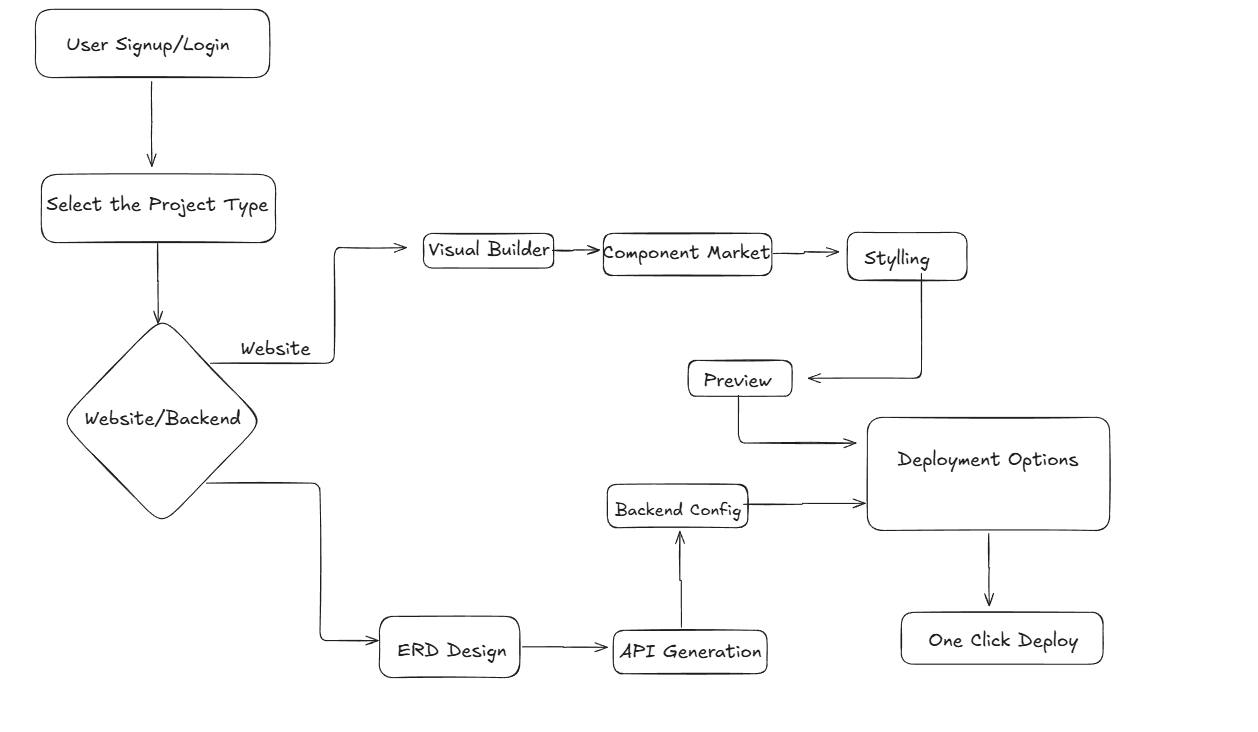 User Signup/Login
Select the Project Type
Website/Backend
Website
Visual Builder
Component Market
Stylling
Preview
Deployment Options
Backend Config
ERD Design
API Generation
One Click Deploy